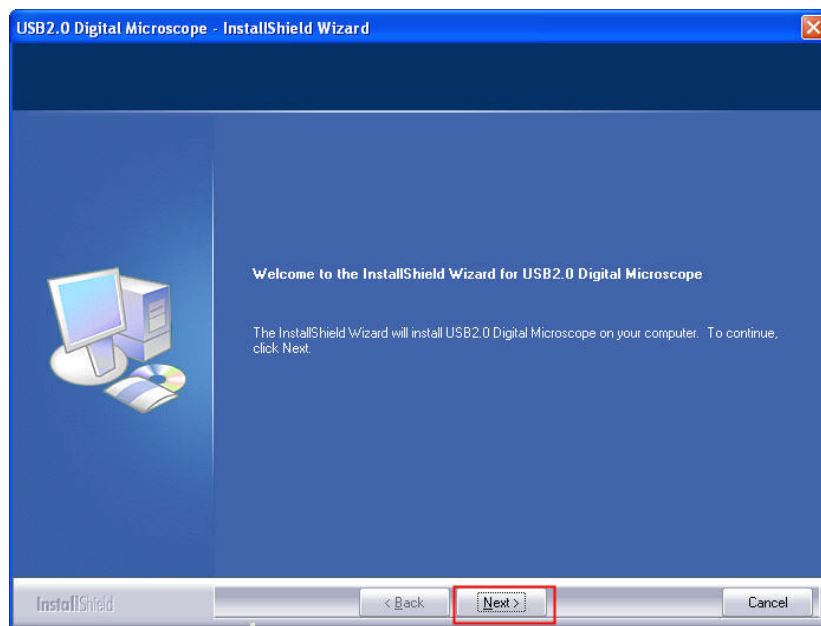 USB2.0 Digital Microscope - InstallShield Wizard
Welcome to the InstallShield Wizard for USB2.0 Digital Microscope
The InstallShield Wizard will install USB2.0 Digital Microscope on your computer. To continue,
click Next.
InstallShield
< Back
Next >
Cancel